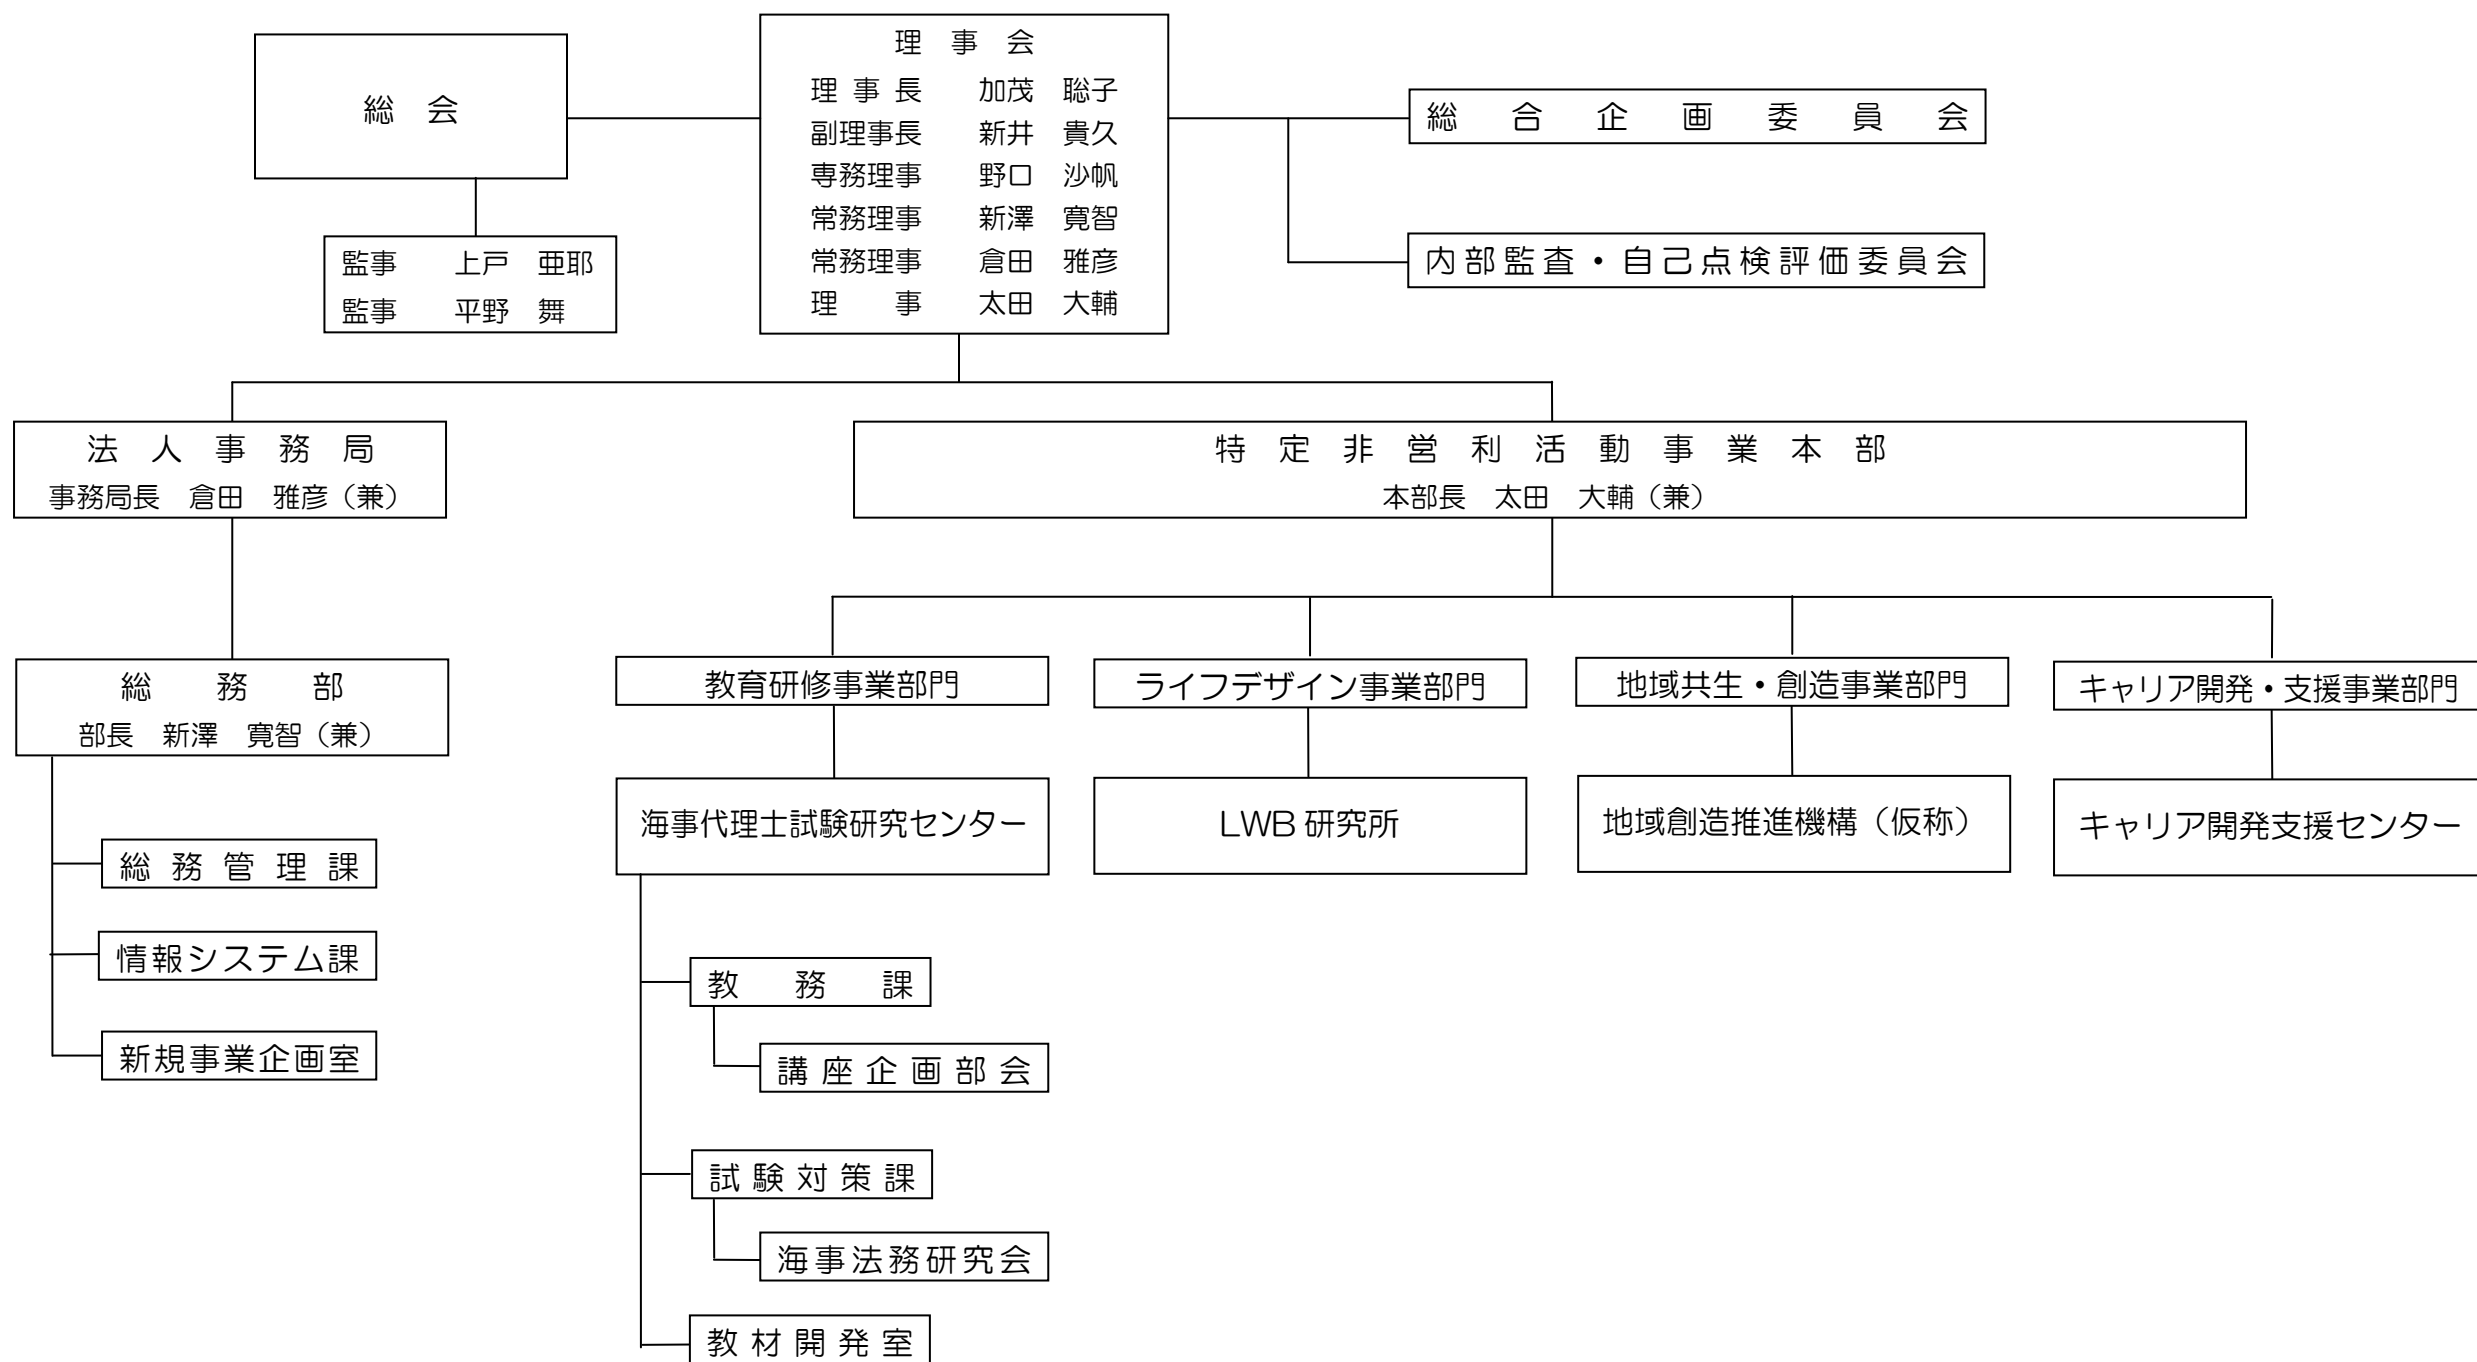 総　会
監事　　上戸　亜耶
監事　　平野　舞
理　事　会
理 事 長　　加茂　聡子
副理事長　　新井　貴久
専務理事　　野口　沙帆
常務理事　　新澤　寛智
常務理事　　倉田　雅彦
理　　事　　太田　大輔
総　合　企　画　委　員　会
内部監査・自己点検評価委員会
法　人　事　務　局
事務局長　倉田　雅彦（兼）
特　定　非　営　利　活　動　事　業　本　部
本部長　太田　大輔（兼）
総　　務　　部
部長　新澤　寛智（兼）
総 務 管 理 課
情報システム課
新規事業企画室
教育研修事業部門
ライフデザイン事業部門
地域共生・創造事業部門
キャリア開発・支援事業部門
海事代理士試験研究センター
LWB 研究所
地域創造推進機構（仮称）
キャリア開発支援センター
教　務　課
講 座 企 画 部 会
試 験 対 策 課
海事法務研究会
教 材 開 発 室